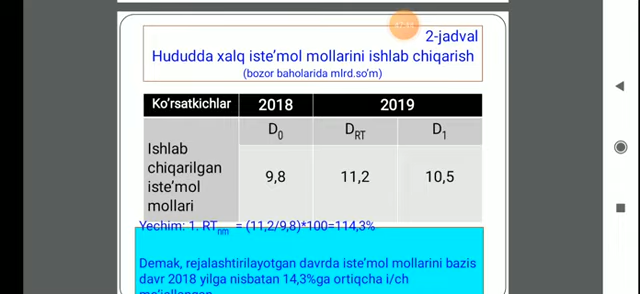 2-jadval
Hududda xalq iste’mol mollarini ishlab chiqarish
(bozor baholarida mlrd.so’m)
Ko’rsatkichlar 2018 2019
D0 DRT D1
Ishlab chiqarilgan iste’mol mollari 9,8 11,2 10,5
Yechim: 1. RTnm = (11,2/9,8)*100=114,3%
Demak, rejalashtirilayotgan davrda iste’mol mollarini bazis
davr 2018 yilga nisbatan 14,3%ga ortiqcha i/ch